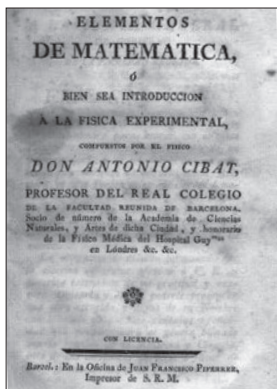 ELEMENTOS
DE MATEMATICA,
ó
BIEN SEA INTRODUCCION
A LA FISICA EXPERIMENTAL,
COMPUESTOS POR EL FISICO
DON ANTONIO CIBAT,
PROFESOR DEL REAL COLEGIO
DE LA FACULTAD REUNIDA DE BARCELONA,
Socio de número de la Academia de Ciencias
Naturales, y Artes de dicha Ciudad, y honorario
de la Físico Médica del Hospital Guy
en Lóndres &c. &c.
CON LICENCIA.
Barcel.: En la Oficina de JUAN FRANCISCO PIFERRER,
Impresor de S. R. M.